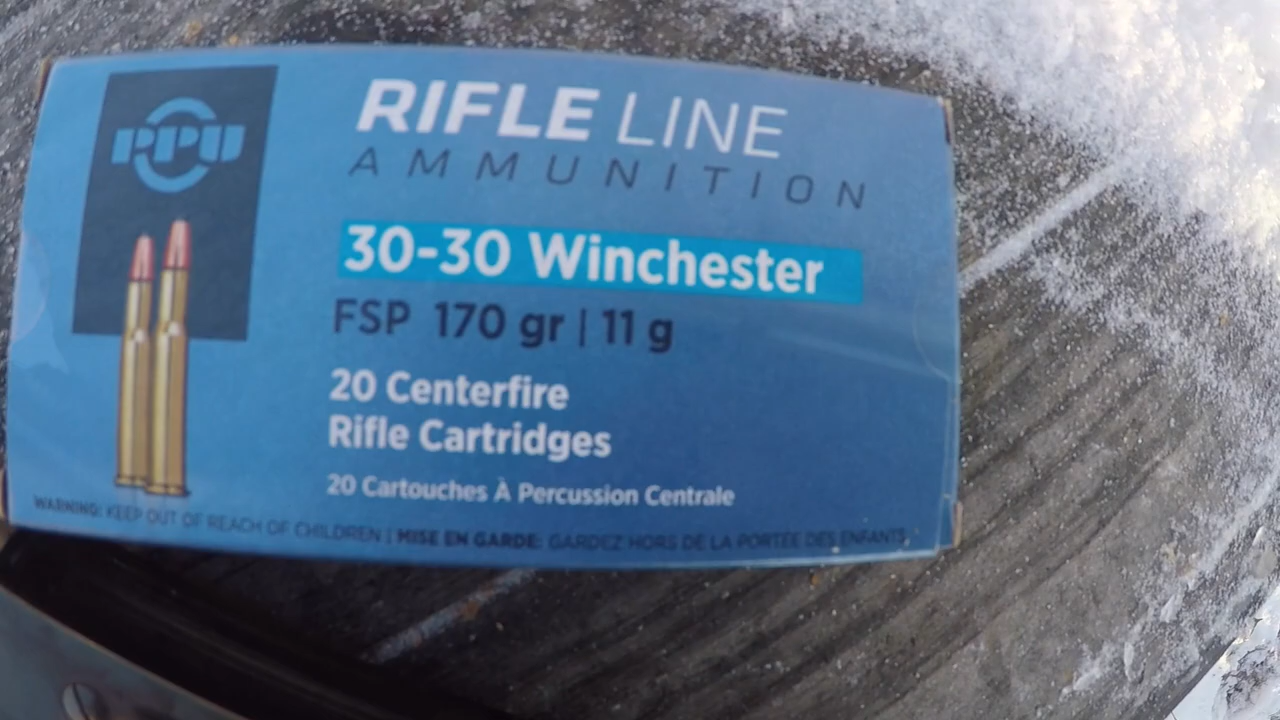 PPU
RIFLE LINE
AMMUNITION
30-30 Winchester
FSP 170 gr | 11 g
20 Centerfire
Rifle Cartridges
20 Cartouches À Percussion Centrale
WARNING: KEEP OUT OF REACH OF CHILDREN | MISE EN GARDE: GARDEZ HORS DE LA PORTÉE DES ENFANTS